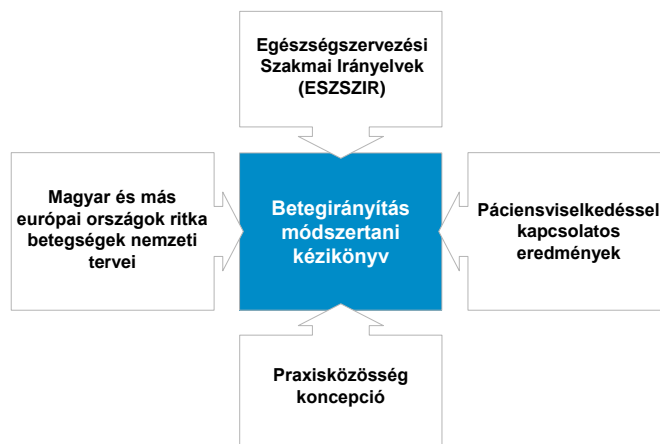 Egészségszervezési
Szakmai Irányelvek
(ESZSZIR)
Magyar és más
európai országok ritka
betegségek nemzeti
tervei
Betegirányítás
módszertani
kézikönyv
Páciensviselkedéssel
kapcsolatos
eredmények
Praxisközösség
koncepció